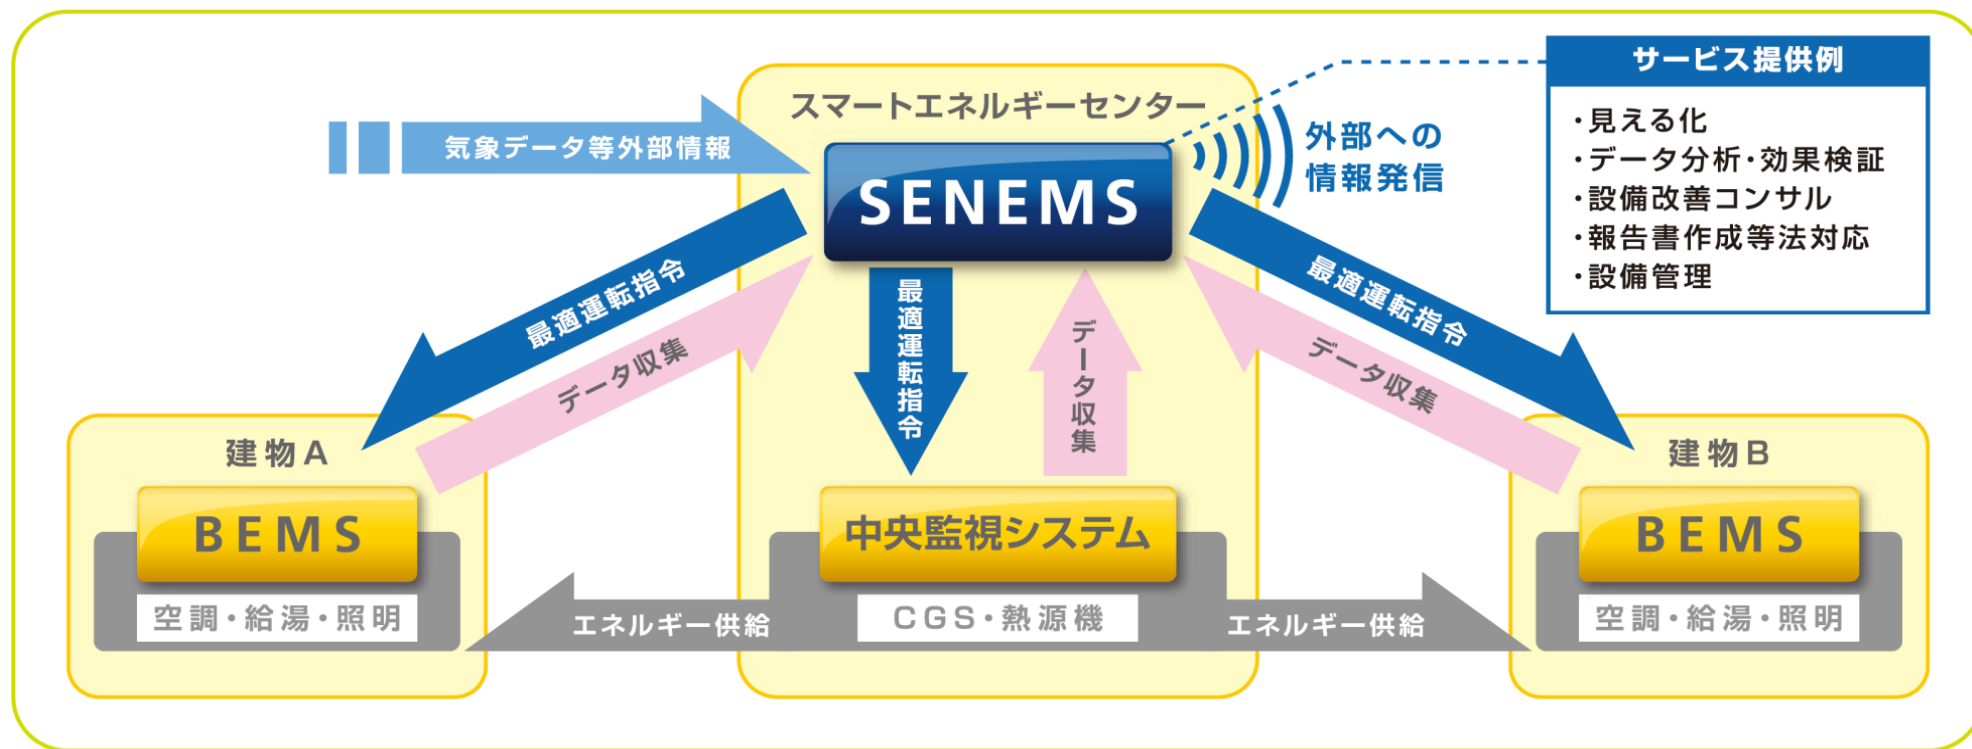 スマートエネルギーセンター
気象データ等外部情報
SENEMS
外部への
情報発信
サービス提供例
・見える化
・データ分析・効果検証
・設備改善コンサル
・報告書作成等法対応
・設備管理
最適運転指令
データ収集
最適運転指令
データ収集
最適運転指令
データ収集
建物A
BEMS
空調・給湯・照明
エネルギー供給
中央監視システム
CGS・熱源機
エネルギー供給
建物B
BEMS
空調・給湯・照明